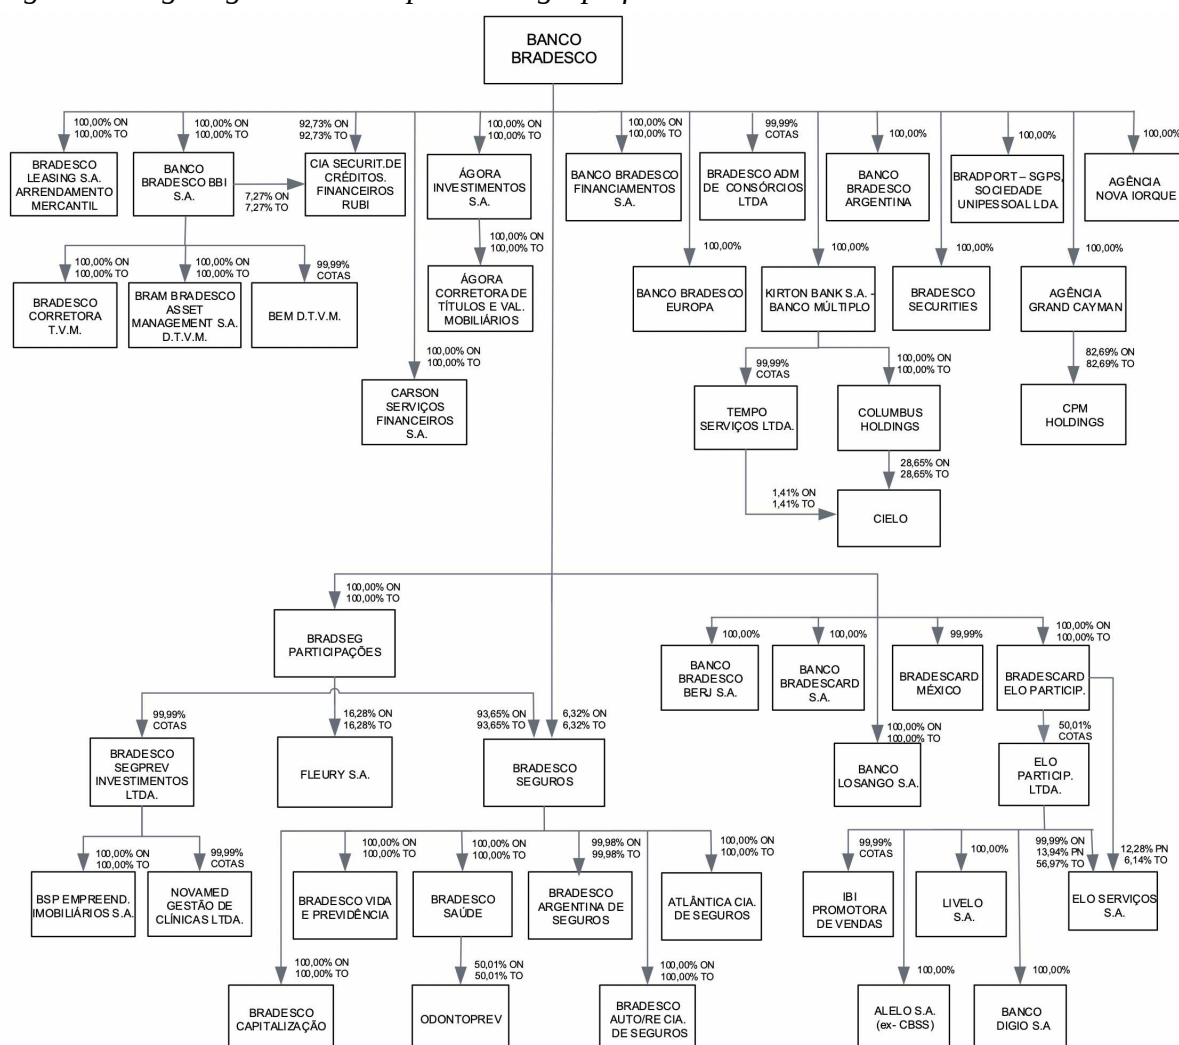 BANCO
BRADESCO
100,00% ON
100,00% TO
100,00% ON
100,00% TO
92,73% ON
92,73% TO
100,00% ON
100,00% TO
100,00% ON
100,00% TO
99,99%
COTAS
100,00%
100,00%
100,00%
BRADESCO
LEASING S.A.
ARRENDAMENTO
MERCANTIL
BANCO
BRADESCO BBI
S.A.
7,27% ON
7,27% TO
CIA SECURIT.DE
CRÉDITOS.
FINANCEIROS
RUBI
ÁGORA
INVESTIMENTOS
S.A.
BANCO BRADESCO
FINANCIAMENTOS
S.A.
BRADESCO ADM
DE CONSÓRCIOS
LTDA
BANCO
BRADESCO
ARGENTINA
BRADPORT – SGPS,
SOCIEDADE
UNIPESSOAL LDA.
AGÊNCIA
NOVA IORQUE
100,00% ON
100,00% TO
100,00% ON
100,00% TO
99,99%
COTAS
100,00% ON
100,00% TO
100,00%
100,00%
100,00%
100,00%
BRADESCO
CORRETORA
T.V.M.
BRAM BRADESCO
ASSET
MANAGEMENT S.A.
D.T.V.M.
BEM D.T.V.M.
ÁGORA
CORRETORA DE
TÍTULOS E VAL.
MOBILIÁRIOS
BANCO BRADESCO
EUROPA
KIRTON BANK S.A. -
BANCO MÚLTIPLO
BRADESCO
SECURITIES
AGÊNCIA
GRAND CAYMAN
100,00% ON
100,00% TO
99,99%
COTAS
100,00% ON
100,00% TO
82,69% ON
82,69% TO
CARSON
SERVIÇOS
FINANCEIROS
S.A.
TEMPO
SERVIÇOS LTDA.
COLUMBUS
HOLDINGS
CPM
HOLDINGS
28,65% ON
28,65% TO
1,41% ON
1,41% TO
CIELO
100,00% ON
100,00% TO
BRADSEG
PARTICIPAÇÕES
100,00%
100,00%
99,99%
100,00% ON
100,00% TO
BANCO
BRADESCO
BERJ S.A.
BANCO
BRADESCARD
S.A.
BRADESCARD
MÉXICO
BRADESCARD
ELO PARTICIP.
99,99%
COTAS
16,28% ON
16,28% TO
93,65% ON
93,65% TO
6,32% ON
6,32% TO
100,00% ON
100,00% TO
50,01%
COTAS
BRADESCO
SEGPREV
INVESTIMENTOS
LTDA.
FLEURY S.A.
BRADESCO
SEGUROS
BANCO
LOSANGO S.A.
ELO
PARTICIP.
LTDA.
100,00% ON
100,00% TO
99,99%
COTAS
100,00% ON
100,00% TO
100,00% ON
100,00% TO
99,98% ON
99,98% TO
100,00% ON
100,00% TO
99,99%
COTAS
100,00%
99,99% ON
13,94% PN
56,97% TO
12,28% PN
6,14% TO
BSP EMPREEND.
IMOBILIÁRIOS S.A.
NOVAMED
GESTÃO DE
CLÍNICAS LTDA.
BRADESCO VIDA
E PREVIDÊNCIA
BRADESCO
SAÚDE
BRADESCO
ARGENTINA DE
SEGUROS
ATLÂNTICA CIA.
DE SEGUROS
IBI
PROMOTORA
DE VENDAS
LIVELO
S.A.
ELO SERVIÇOS
S.A.
100,00% ON
100,00% TO
50,01% ON
50,01% TO
100,00% ON
100,00% TO
100,00%
100,00%
BRADESCO
CAPITALIZAÇÃO
ODONTOPREV
BRADESCO
AUTO/RE CIA.
DE SEGUROS
ALELO S.A.
(ex- CBSS)
BANCO
DIGIO S.A